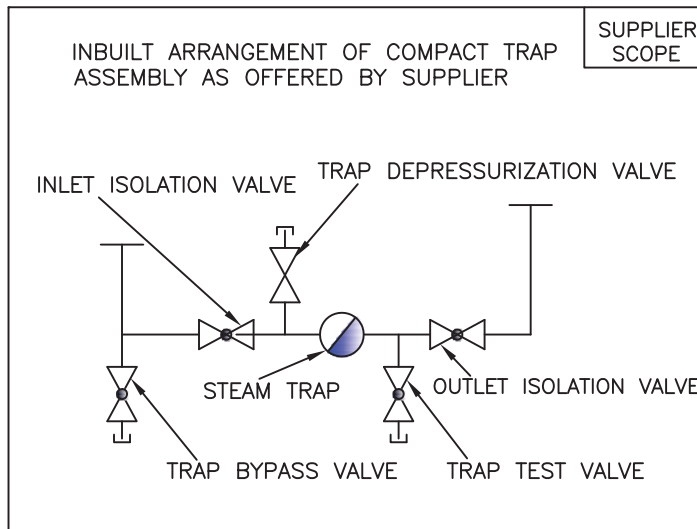 SUPPLIER
SCOPE
INBUILT ARRANGEMENT OF COMPACT TRAP
ASSEMBLY AS OFFERED BY SUPPLIER
TRAP DEPRESSURIZATION VALVE
INLET ISOLATION VALVE
STEAM TRAP
OUTLET ISOLATION VALVE
TRAP BYPASS VALVE
TRAP TEST VALVE